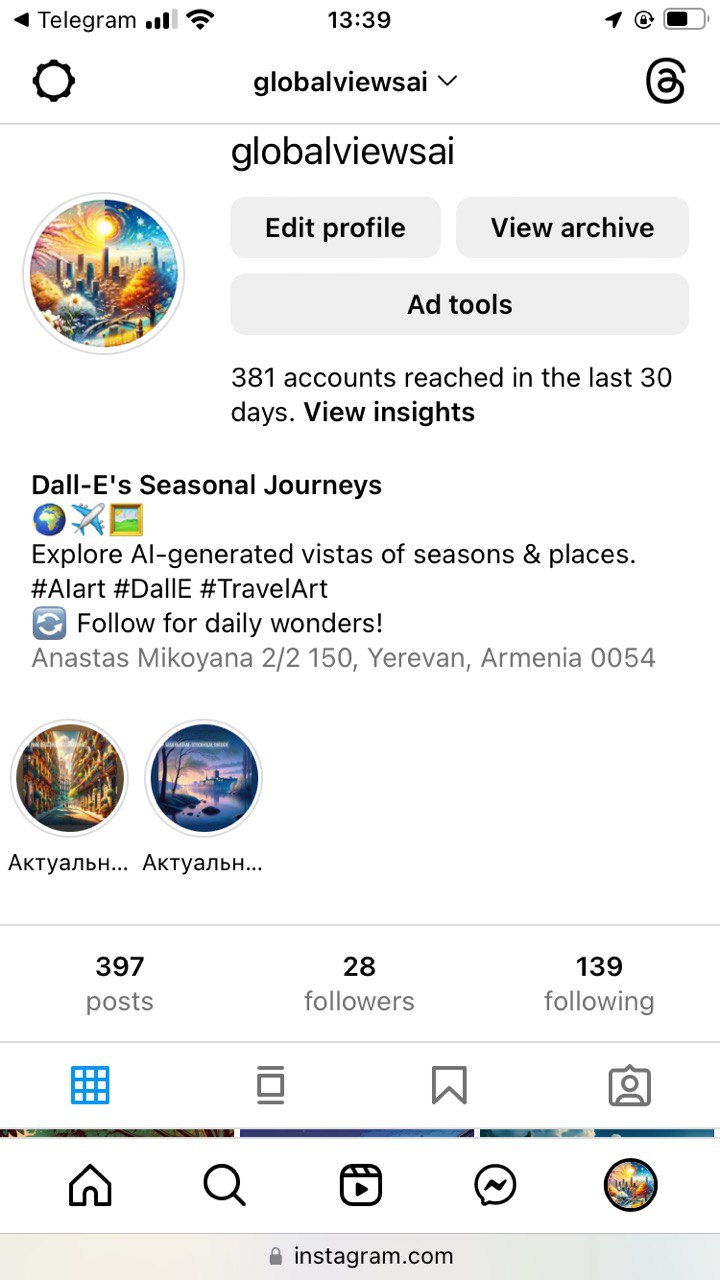 Telegram
13:39
globalviewsai
globalviewsai
Edit profile
View archive
Ad tools
381 accounts reached in the last 30
days. View insights
Dall-E's Seasonal Journeys
🌍✈️🖼️
Explore AI-generated vistas of seasons & places.
#AIart #DallE #TravelArt
🔄 Follow for daily wonders!
Anastas Mikoyana 2/2 150, Yerevan, Armenia 0054
Актуальн... Актуальн...
397 28 139
posts followers following
instagram.com